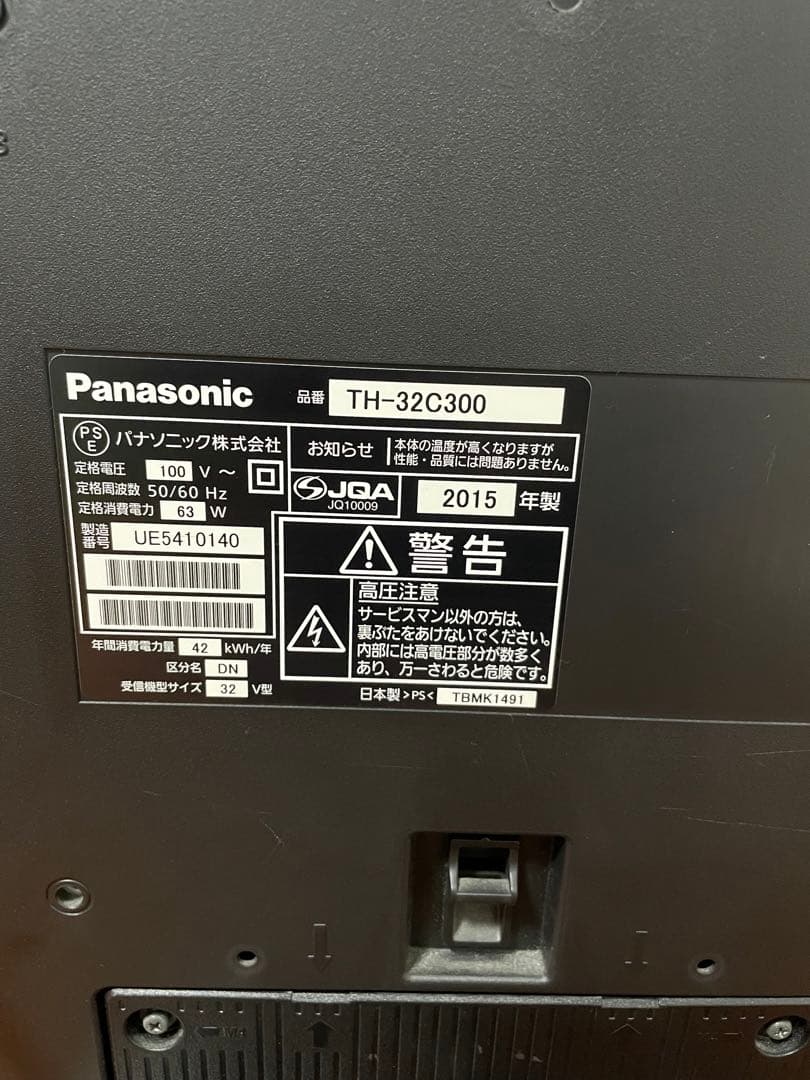 Panasonic 品番 TH-32C300
PSE パナソニック株式会社
定格電圧 100 V ～
定格周波数 50/60 Hz
定格消費電力 63 W
製造番号 UE5410140
年間消費電力量 42 kWh/年
区分名 DN
受信機型サイズ 32 V型
お知らせ 本体の温度が高くなりますが
性能・品質には問題ありません。
JQA
JQ10009
2015 年製
警告
高圧注意
サービスマン以外の方は、
裏ぶたをあけないでください。
内部には高電圧部分が数多く
あり、万一さわると危険です。
日本製 >PS< TBMK1491